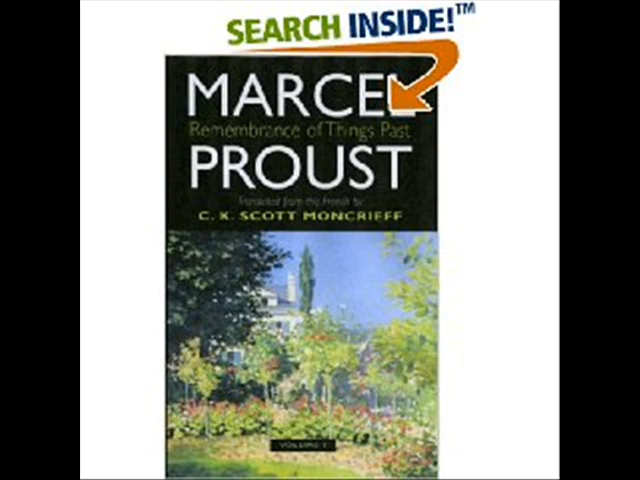 SEARCH INSIDE!™
MARCEL
Remembrance of Things Past
PROUST
Translated from the French by
C. K. SCOTT MONCRIEFF
VOLUME